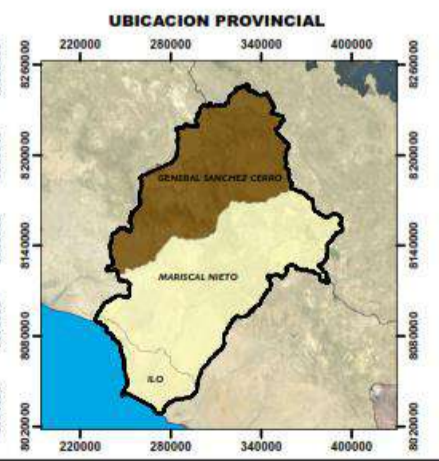 UBICACION PROVINCIAL
220000 280000 340000 400000
8260000 8260000
8200000 8200000
GENERAL SANCHEZ CERRO
8140000 8140000
MARISCAL NIETO
8080000 8080000
ILO
8020000 8020000
220000 280000 340000 400000